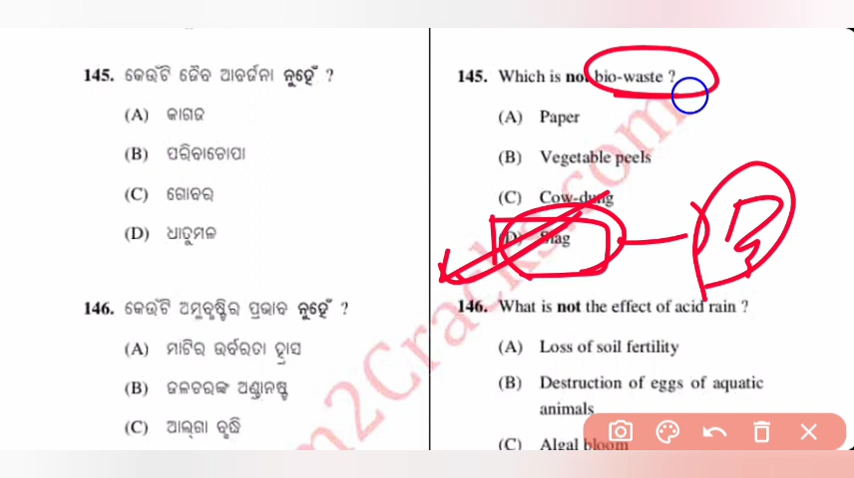 145. କେଉଁଟି ଜୈବ ଆବର୍ଜନା ନୁହେଁ ?
(A) କାଗଜ
(B) ପରିବାଚୋପା
(C) ଗୋବର
(D) ଧାତୁମଳ
146. କେଉଁଟି ଅମ୍ଳବୃଷ୍ଟିର ପ୍ରଭାବ ନୁହେଁ ?
(A) ମାଟିର ଉର୍ବରତା ହ୍ରାସ
(B) ଜଳଚରଙ୍କ ଅଣ୍ଡାନଷ୍ଟ
(C) ଆଲ୍‌ଗା ବୃଦ୍ଧି
145. Which is not bio-waste ?
(A) Paper
(B) Vegetable peels
(C) Cow-dung
(D) Slag
146. What is not the effect of acid rain ?
(A) Loss of soil fertility
(B) Destruction of eggs of aquatic
animals
(C) Algal bloom
m2Cracks.com